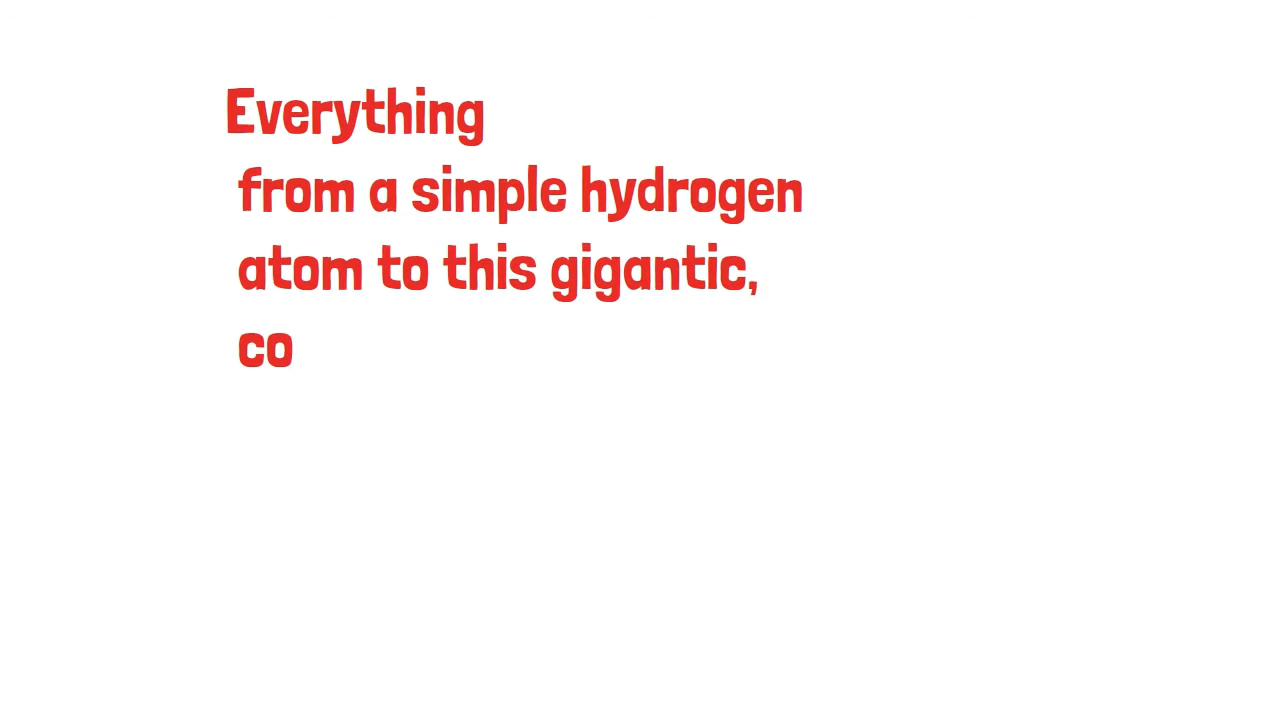 Everything
from a simple hydrogen
atom to this gigantic,
co